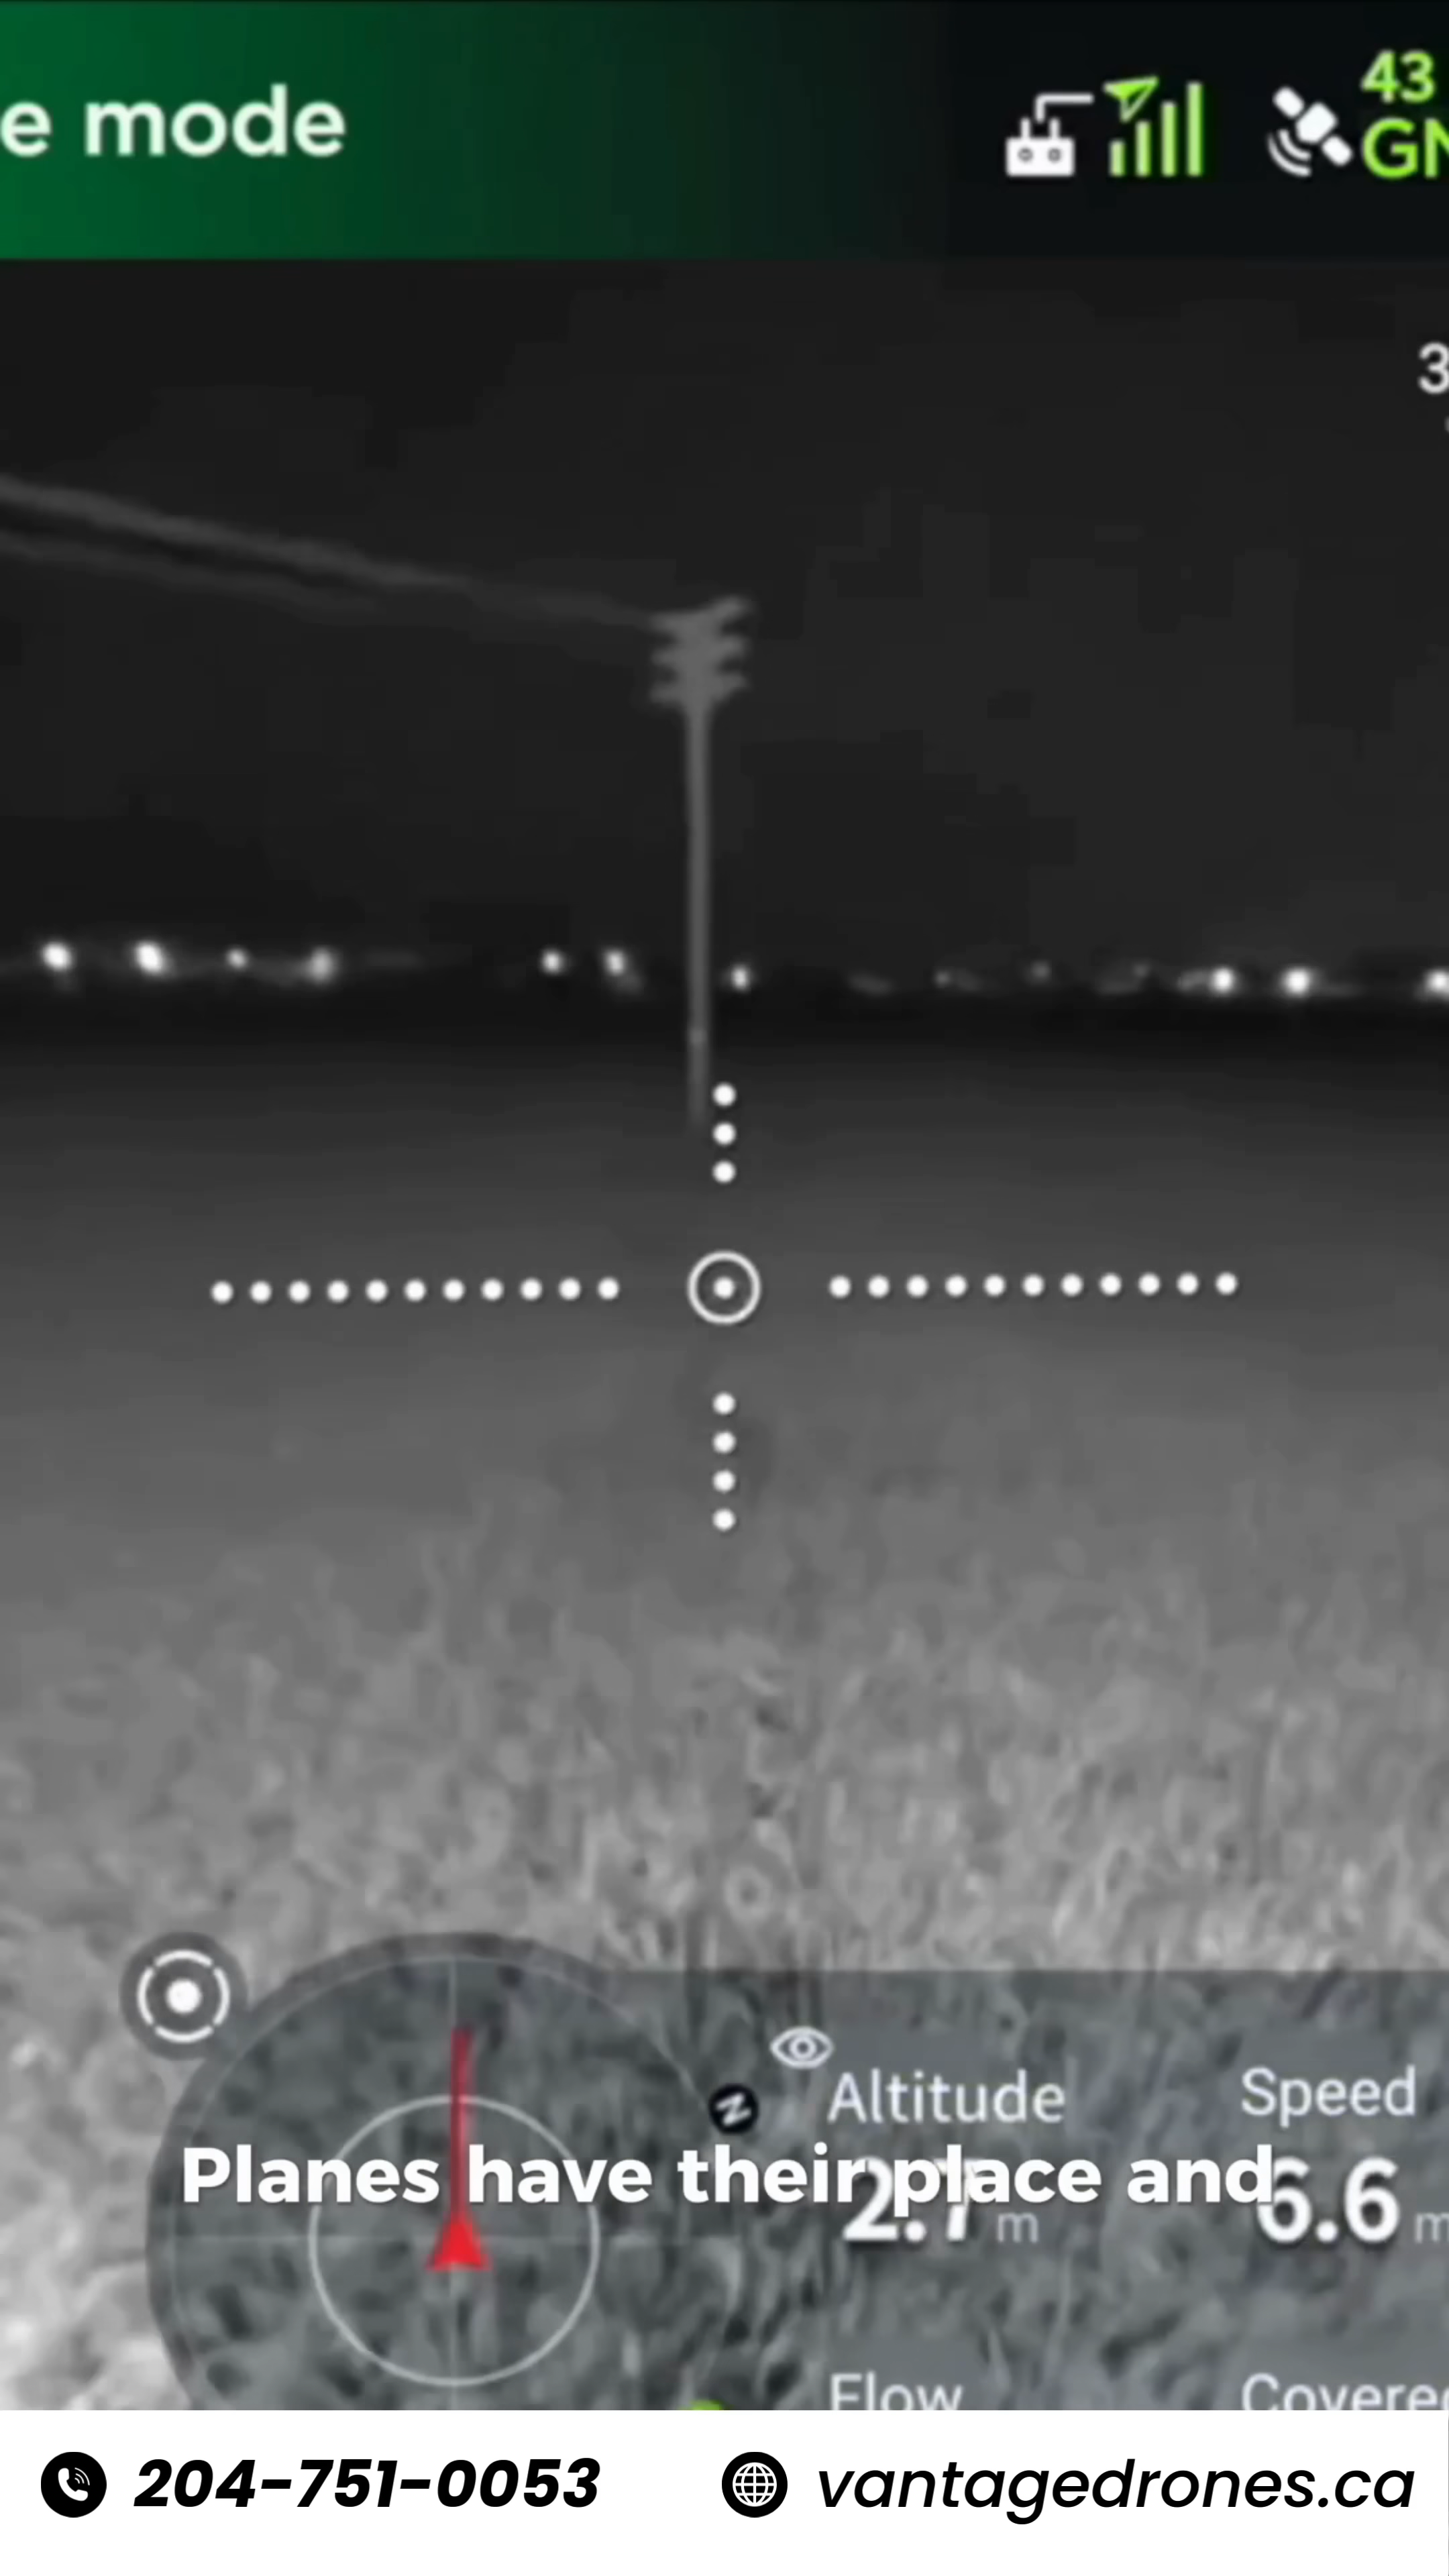 e mode
43
GN
3
Altitude
Speed
Planes have their place and
2.7 m
6.6 m
Flow
Covered
204-751-0053
vantagedrones.ca